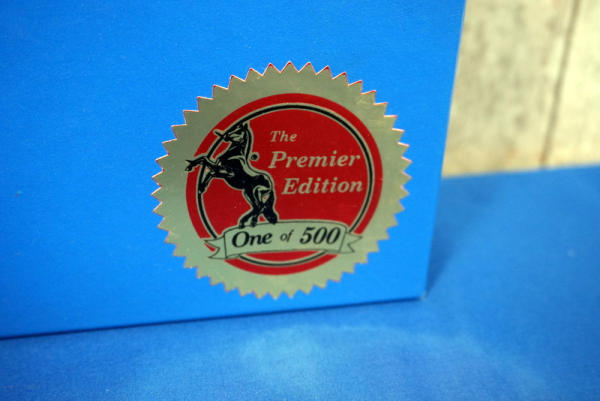 The
Premier
Edition
One of 500